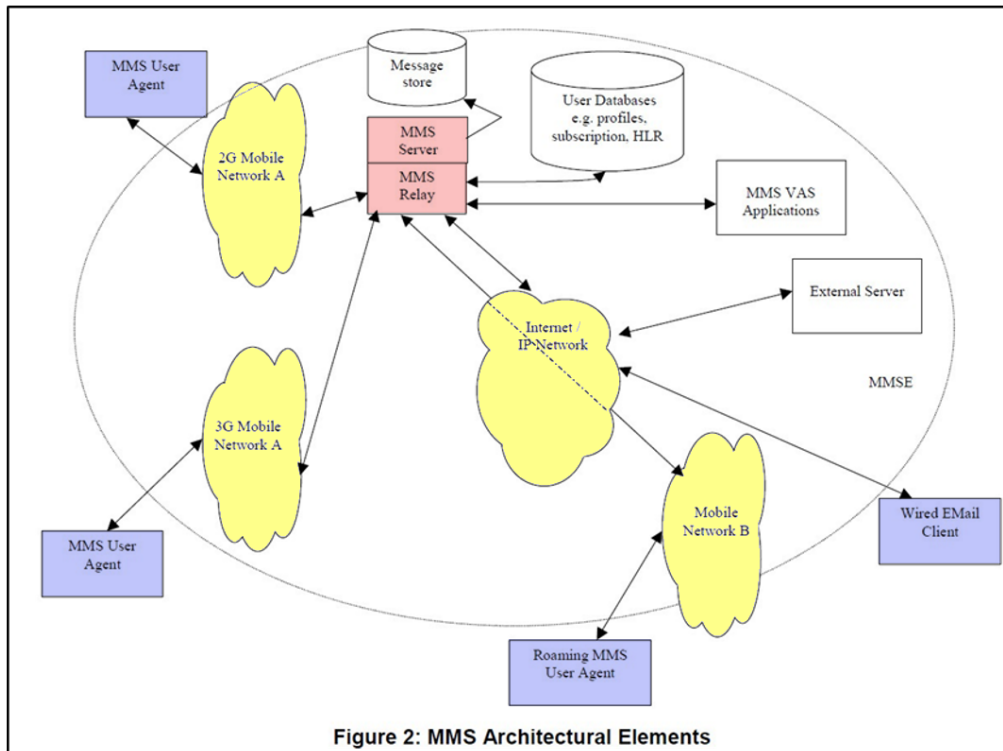 MMS User
Agent
Message
store
User Databases
e.g. profiles,
subscription, HLR
MMS
Server
2G Mobile
Network A
MMS
Relay
MMS VAS
Applications
External Server
Internet /
IP Network
MMSE
3G Mobile
Network A
Mobile
Network B
Wired EMail
Client
MMS User
Agent
Roaming MMS
User Agent
Figure 2: MMS Architectural Elements